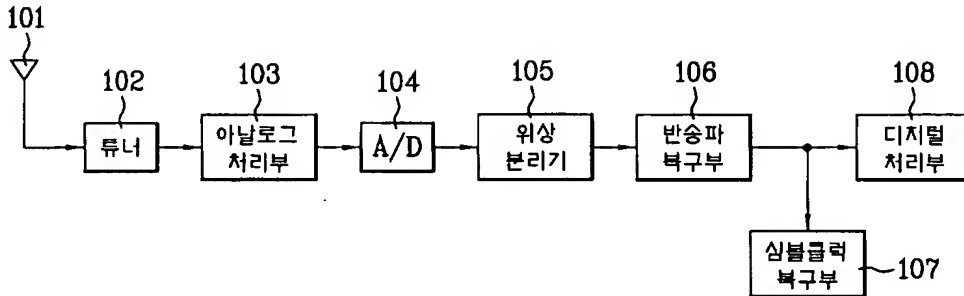 101
102
튜너
103
아날로그
처리부
104
A/D
105
위상
분리기
106
반송파
복구부
108
디지털
처리부
심볼클럭
복구부
107